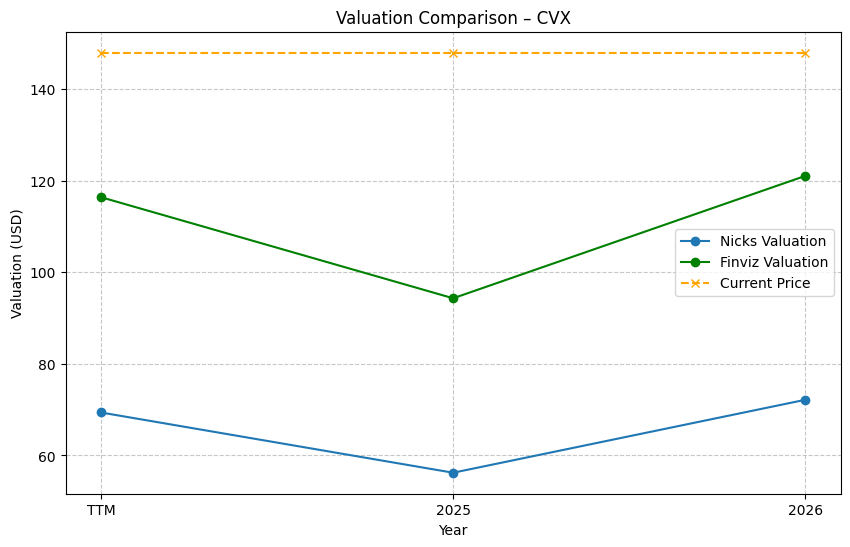 Valuation Comparison – CVX
Valuation (USD)
140
120
100
80
60
Nicks Valuation
Finviz Valuation
Current Price
TTM
2025
2026
Year